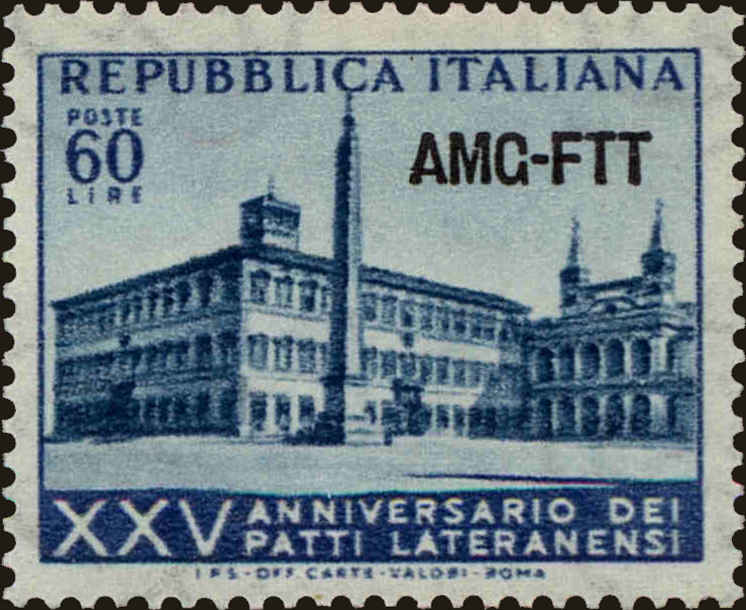 REPUBBLICA ITALIANA
POSTE
60
LIRE
AMG-FTT
XXV ANNIVERSARIO DEI
PATTI LATERANENSI
I.P.S.-OFF. CARTE-VALORI-ROMA